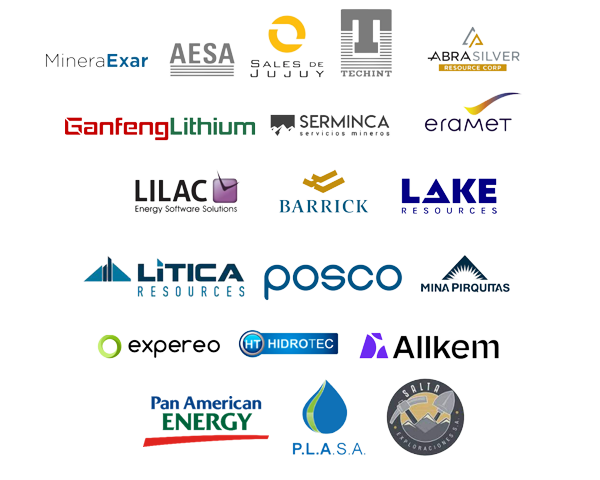 MineraExar
AESA
SALES DE
JUJUY
TECHINT
ABRASILVER
RESOURCE CORP
GanfengLithium
SERMINCA
servicios mineros
eramet
LILAC
Energy Software Solutions
BARRICK
LAKE
RESOURCES
LITICA
RESOURCES
posco
MINA PIRQUITAS
expereo
HT HIDROTEC
Allkem
Pan American
ENERGY
P.L.A.S.A.
SALTA
EXPLORACIONES S.A.